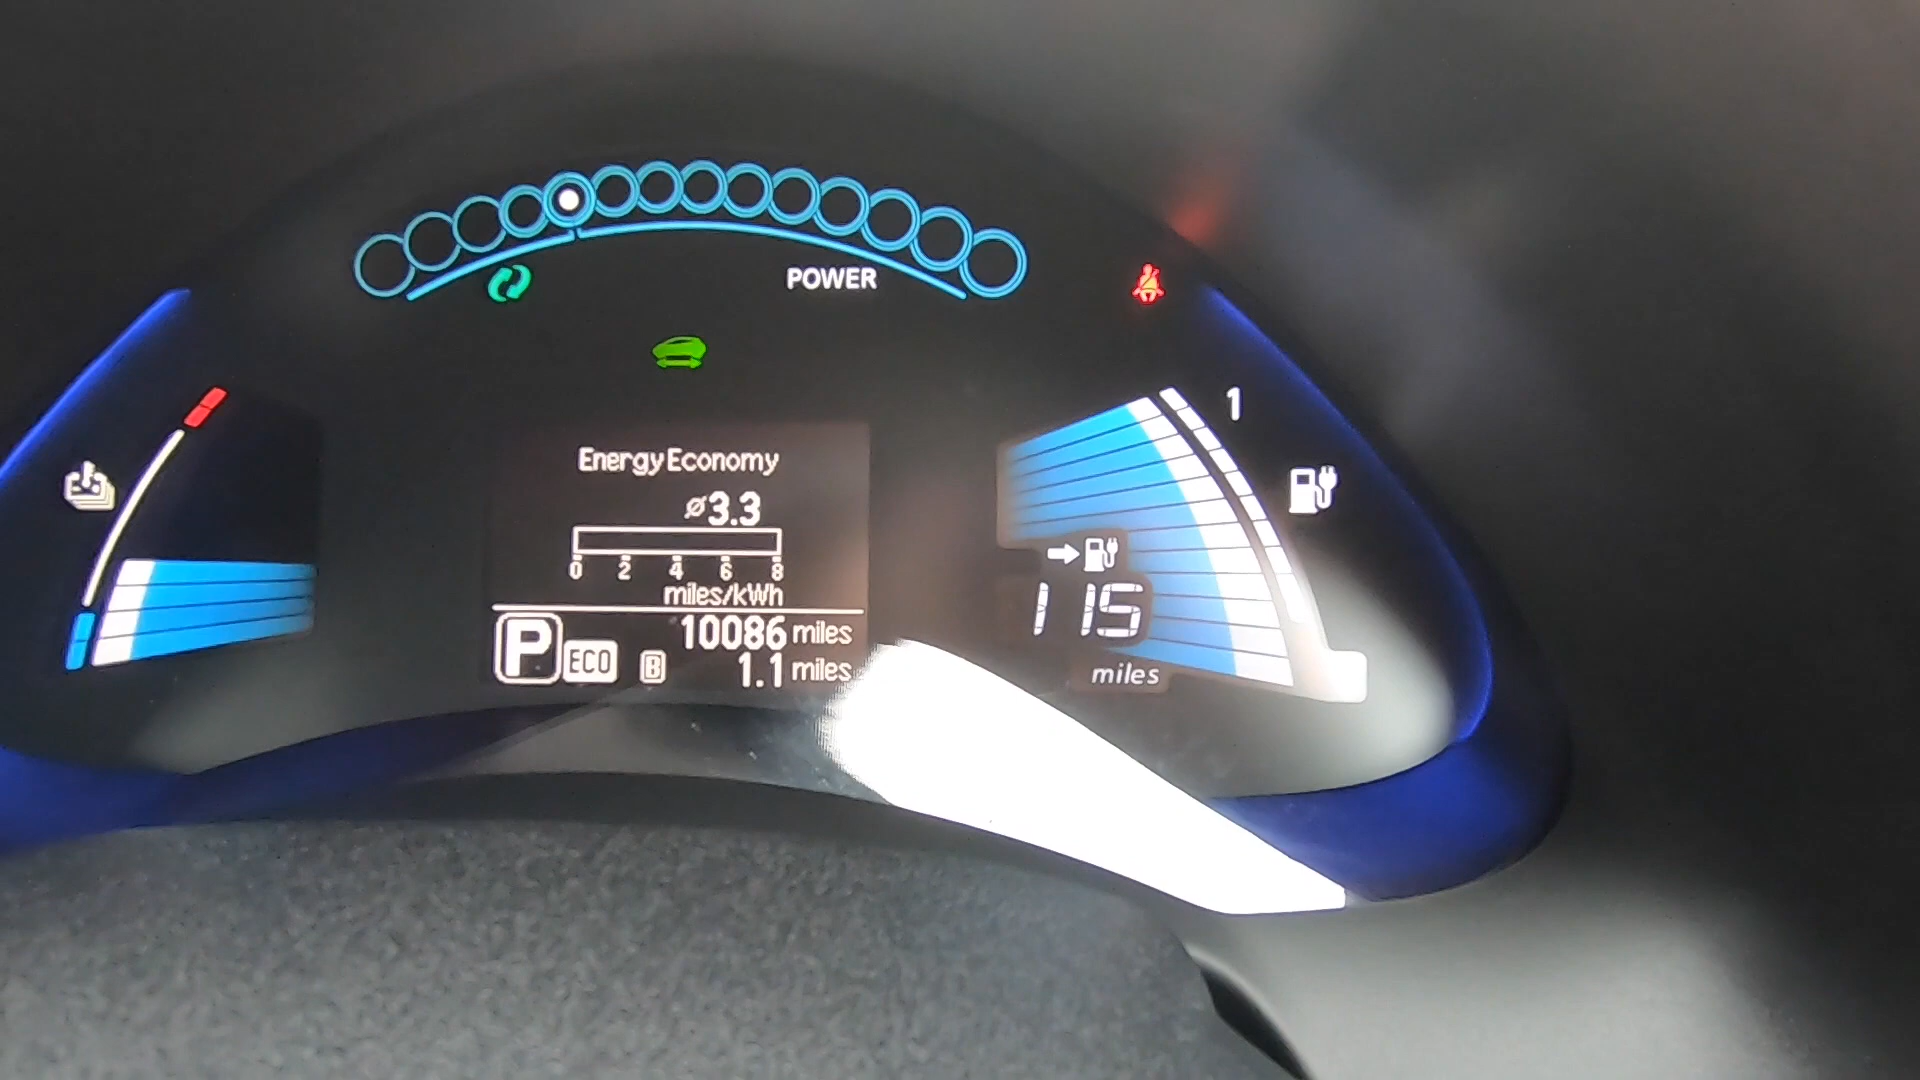 POWER
1
Energy Economy
ø3.3
0 2 4 6 8
miles/kWh
P ECO B
10086 miles
1.1 miles
115
miles